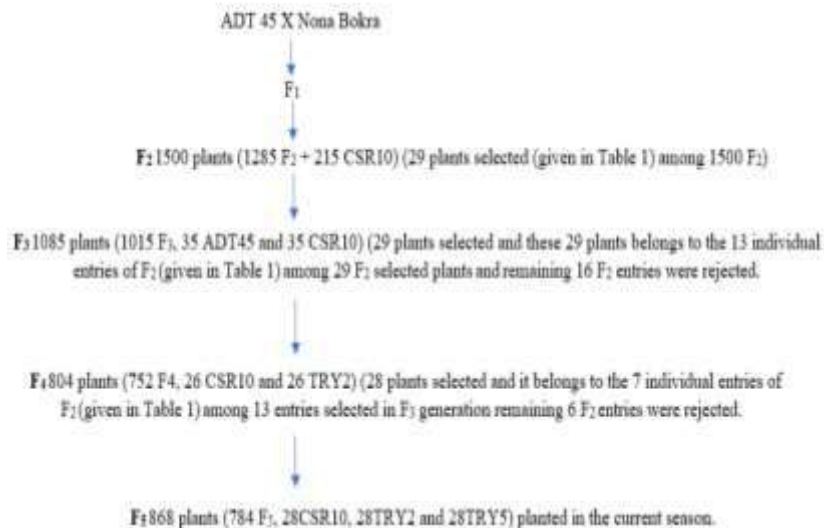 ADT 45 X Nona Bokra
F1
F2 1500 plants (1285 F2 + 215 CSR10) (29 plants selected (given in Table 1) among 1500 F2)
F3 1085 plants (1015 F3, 35 ADT45 and 35 CSR10) (29 plants selected and these 29 plants belongs to the 13 individual
entries of F2 (given in Table 1) among 29 F2 selected plants and remaining 16 F2 entries were rejected.
F4 804 plants (752 F4, 26 CSR10 and 26 TRY2) (28 plants selected and it belongs to the 7 individual entries of
F2 (given in Table 1) among 13 entries selected in F3 generation remaining 6 F2 entries were rejected.
F5 868 plants (784 F5, 28CSR10, 28TRY2 and 28TRY5) planted in the current senson.